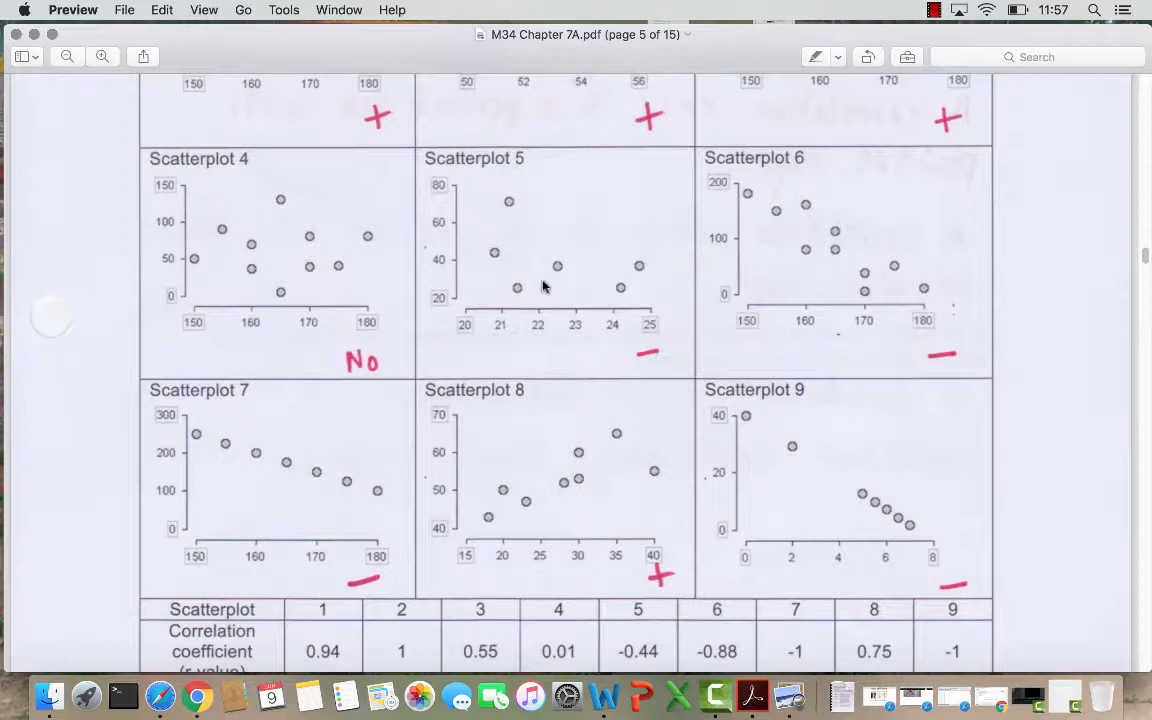 Preview File Edit View Go Tools Window Help 11:57
M34 Chapter 7A.pdf (page 5 of 15)
Search
150 160 170 180 50 52 54 56 150 160 170 180
+ + +
Scatterplot 4 Scatterplot 5 Scatterplot 6
150
100
50
0
150 160 170 180
No
80
60
40
20
20 21 22 23 24 25
−
200
100
0
150 160 170 180
−
Scatterplot 7 Scatterplot 8 Scatterplot 9
300
200
100
0
150 160 170 180
−
70
60
50
40
15 20 25 30 35 40
+
40
20
0
0 2 4 6 8
−
Scatterplot 1 2 3 4 5 6 7 8 9
Correlation
coefficient 0.94 1 0.55 0.01 -0.44 -0.88 -1 0.75 -1
(r value)